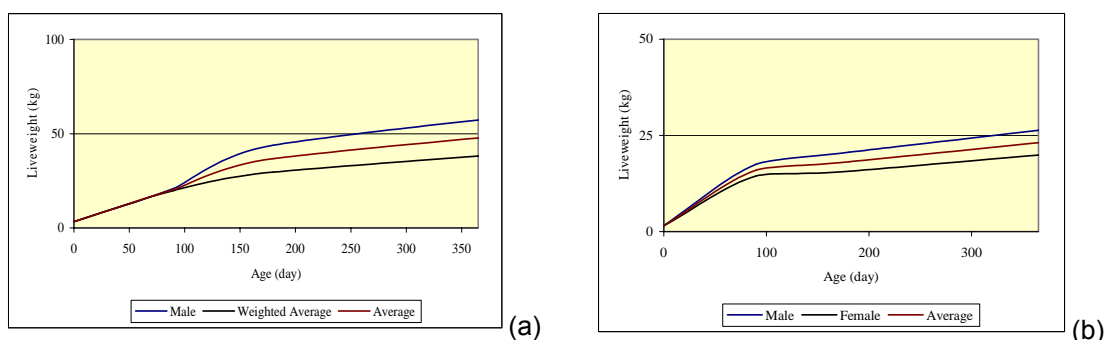 100
50
0
Liveweight (kg)
0 50 100 150 200 250 300 350
Age (day)
Male Weighted Average Average
(a)
50
25
0
Liveweight (kg)
0 100 200 300
Age (day)
Male Female Average
(b)